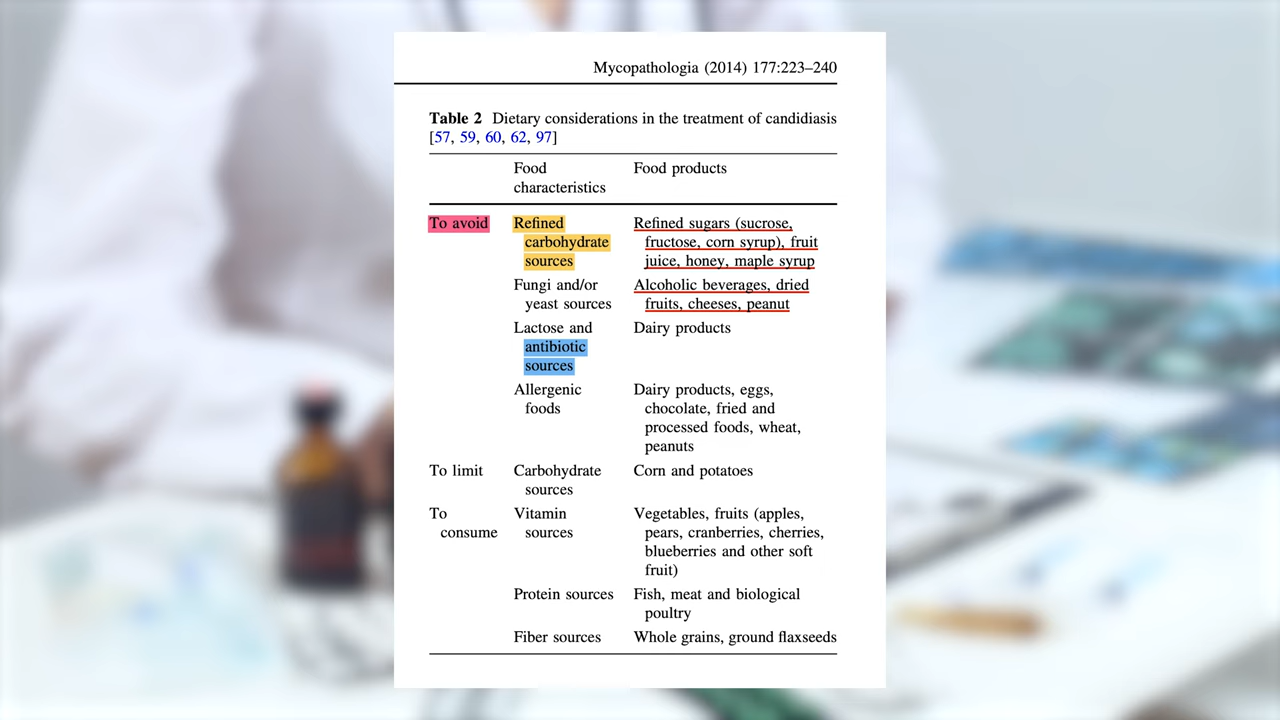 Mycopathologia (2014) 177:223–240
Table 2 Dietary considerations in the treatment of candidiasis
[57, 59, 60, 62, 97]
Food Food products
characteristics
To avoid Refined Refined sugars (sucrose,
carbohydrate fructose, corn syrup), fruit
sources juice, honey, maple syrup
Fungi and/or Alcoholic beverages, dried
yeast sources fruits, cheeses, peanut
Lactose and Dairy products
antibiotic
sources
Allergenic Dairy products, eggs,
foods chocolate, fried and
processed foods, wheat,
peanuts
To limit Carbohydrate Corn and potatoes
sources
To Vitamin Vegetables, fruits (apples,
consume sources pears, cranberries, cherries,
blueberries and other soft
fruit)
Protein sources Fish, meat and biological
poultry
Fiber sources Whole grains, ground flaxseeds